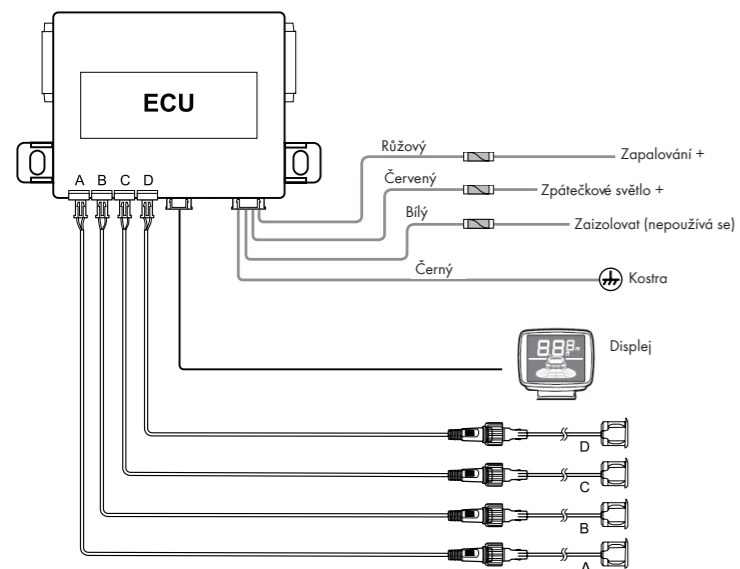 ECU
A B C D
Růžový
Zapalování +
Červený
Zpátečkové světlo +
Bílý
Zaizolovat (nepoužívá se)
Černý
Kostra
Displej
D
C
B
A